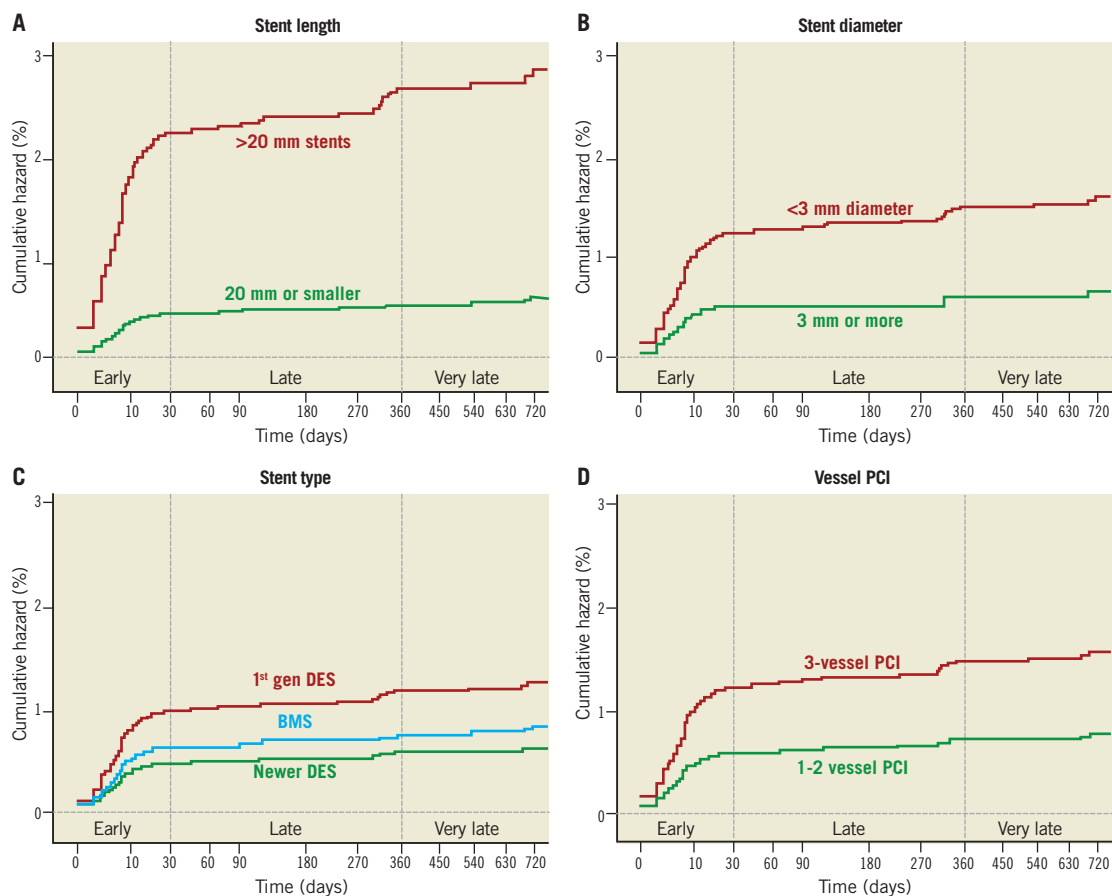 A
Stent length
Cumulative hazard (%)
3
2
1
0
>20 mm stents
20 mm or smaller
Early Late Very late
0 10 30 60 90 180 270 360 450 540 630 720
Time (days)
B
Stent diameter
Cumulative hazard (%)
3
2
1
0
<3 mm diameter
3 mm or more
Early Late Very late
0 10 30 60 90 180 270 360 450 540 630 720
Time (days)
C
Stent type
Cumulative hazard (%)
3
2
1
0
1st gen DES
BMS
Newer DES
Early Late Very late
0 10 30 60 90 180 270 360 450 540 630 720
Time (days)
D
Vessel PCI
Cumulative hazard (%)
3
2
1
0
3-vessel PCI
1-2 vessel PCI
Early Late Very late
0 10 30 60 90 180 270 360 450 540 630 720
Time (days)